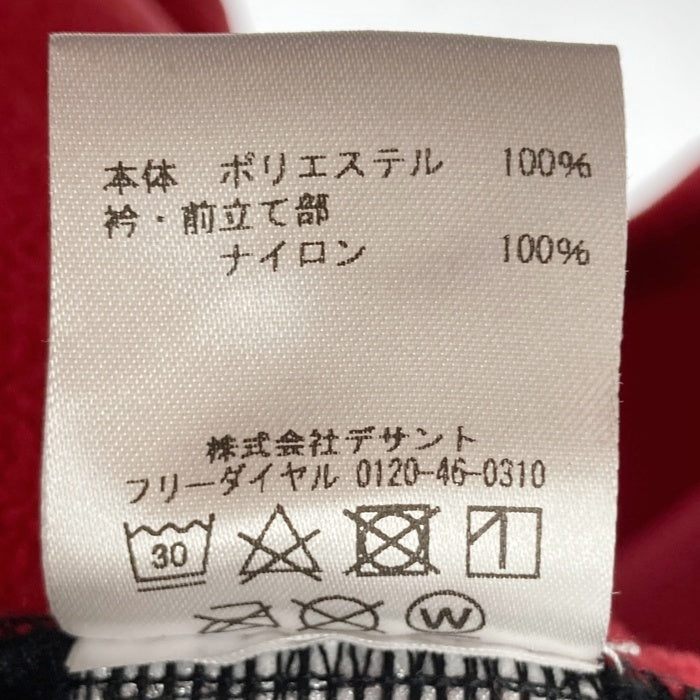 本体 ポリエステル 100%
衿・前立て部
ナイロン 100%
株式会社デサント
フリーダイヤル 0120-46-0310
30
W